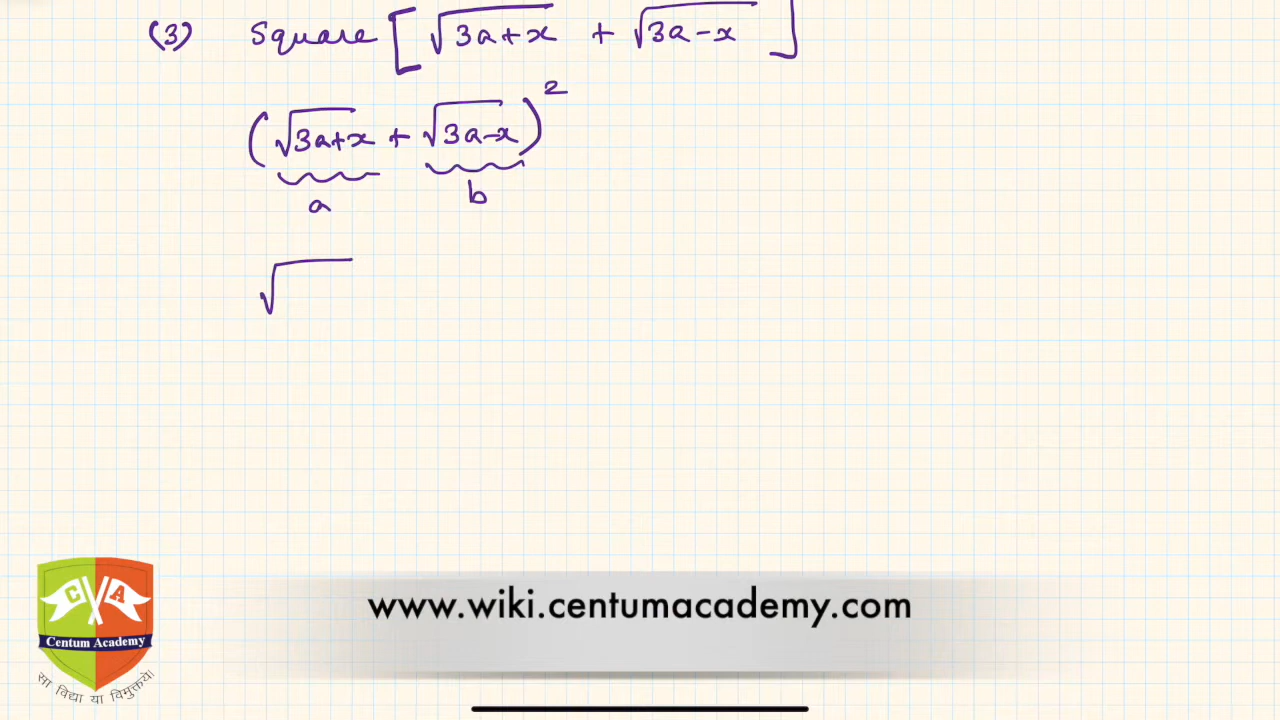 (3) Square [ √3a+x + √3a-x ]
( √3a+x + √3a-x )²
a b
√
C A
Centum Academy
सा विद्या या विमुक्तये।
www.wiki.centumacademy.com